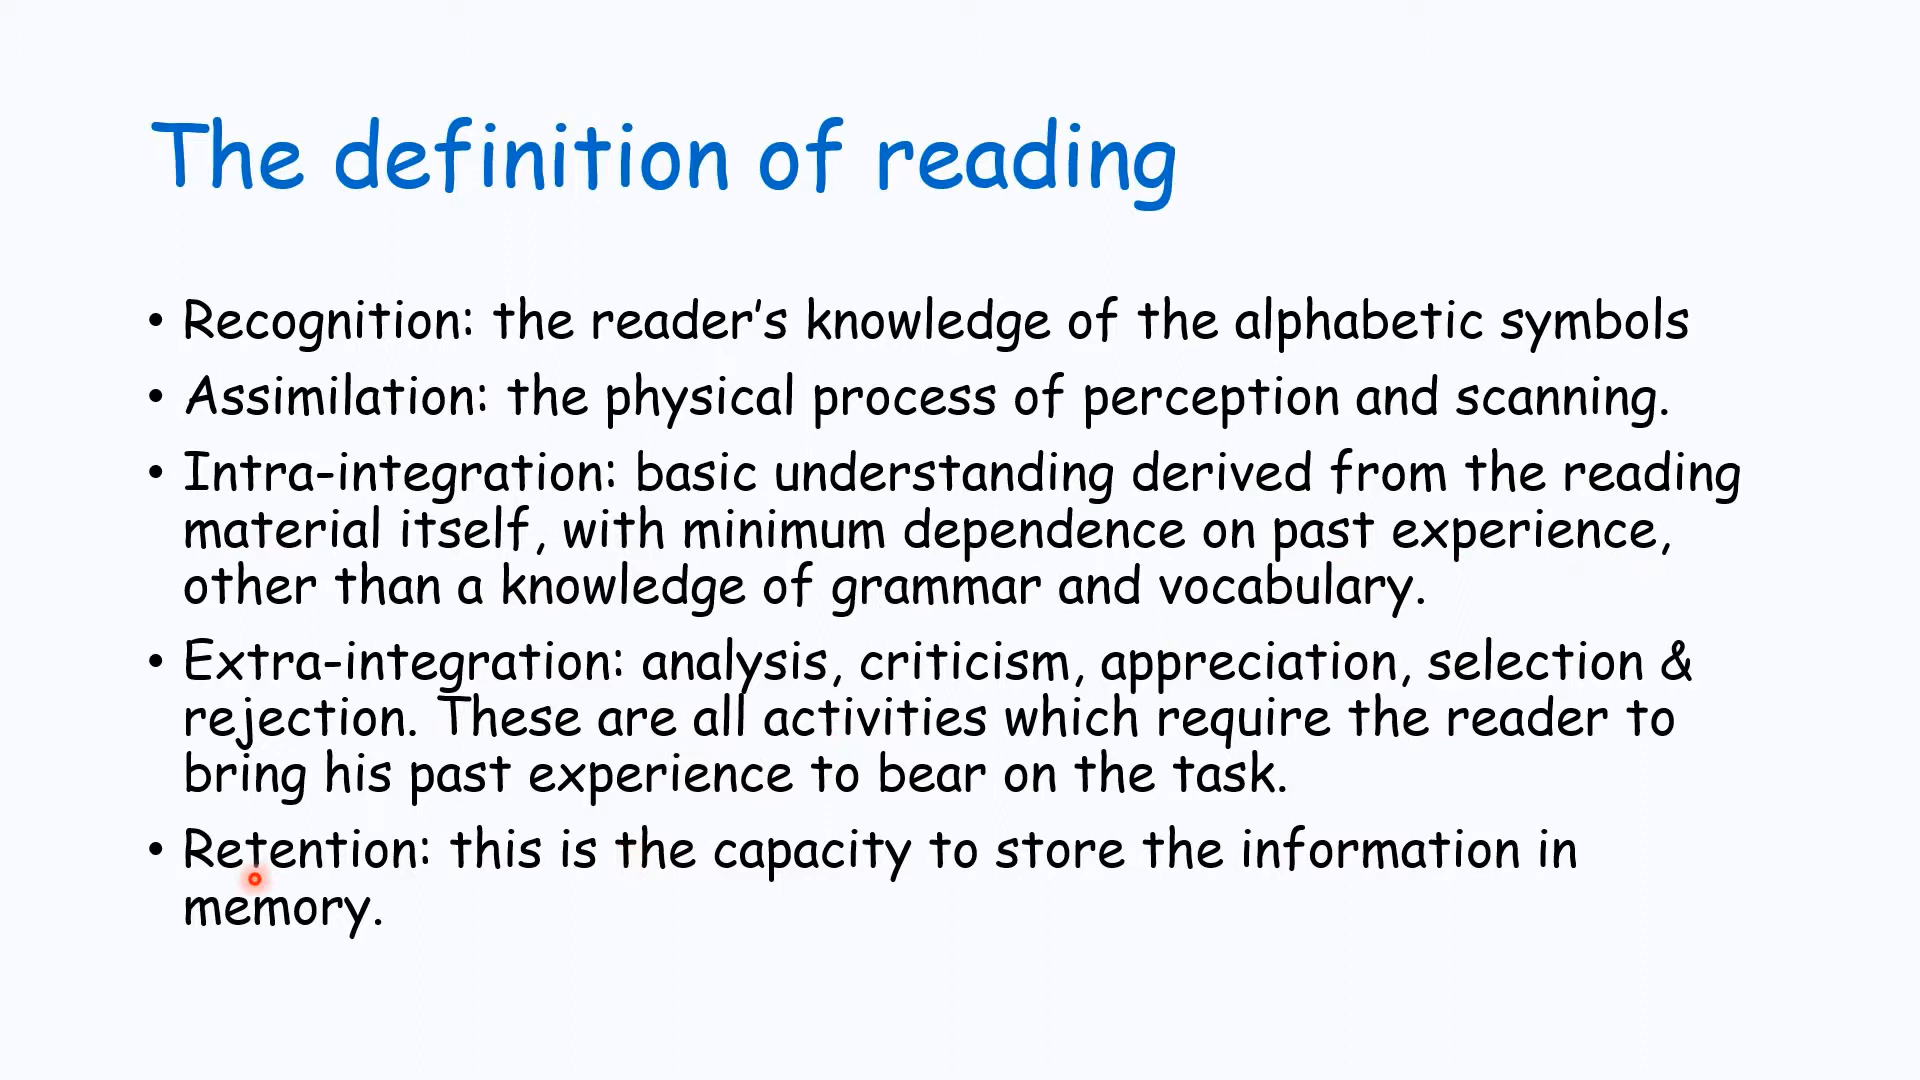 The definition of reading
• Recognition: the reader’s knowledge of the alphabetic symbols
• Assimilation: the physical process of perception and scanning.
• Intra-integration: basic understanding derived from the reading
material itself, with minimum dependence on past experience,
other than a knowledge of grammar and vocabulary.
• Extra-integration: analysis, criticism, appreciation, selection &
rejection. These are all activities which require the reader to
bring his past experience to bear on the task.
• Retention: this is the capacity to store the information in
memory.